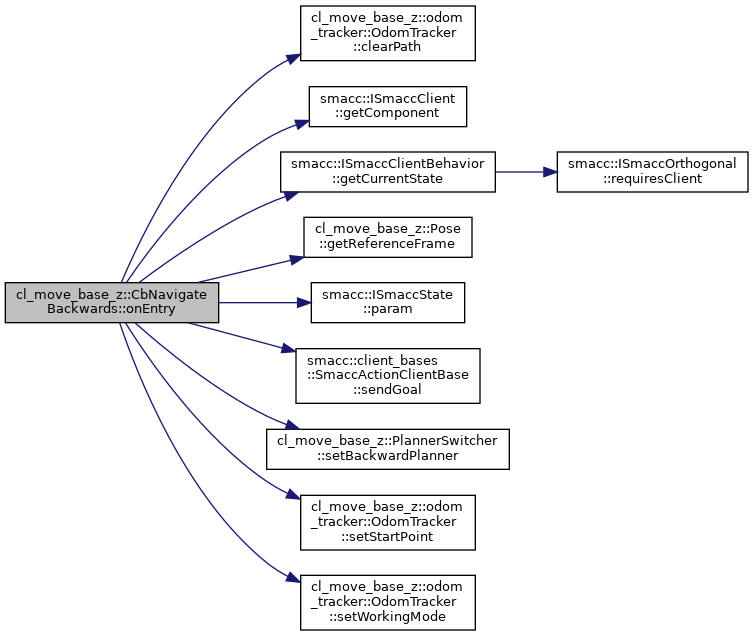 cl_move_base_z::odom
_tracker::OdomTracker
::clearPath
smacc::ISmaccClient
::getComponent
smacc::ISmaccClientBehavior
::getCurrentState
smacc::ISmaccOrthogonal
::requiresClient
cl_move_base_z::Pose
::getReferenceFrame
cl_move_base_z::CbNavigate
Backwards::onEntry
smacc::ISmaccState
::param
smacc::client_bases
::SmaccActionClientBase
::sendGoal
cl_move_base_z::PlannerSwitcher
::setBackwardPlanner
cl_move_base_z::odom
_tracker::OdomTracker
::setStartPoint
cl_move_base_z::odom
_tracker::OdomTracker
::setWorkingMode